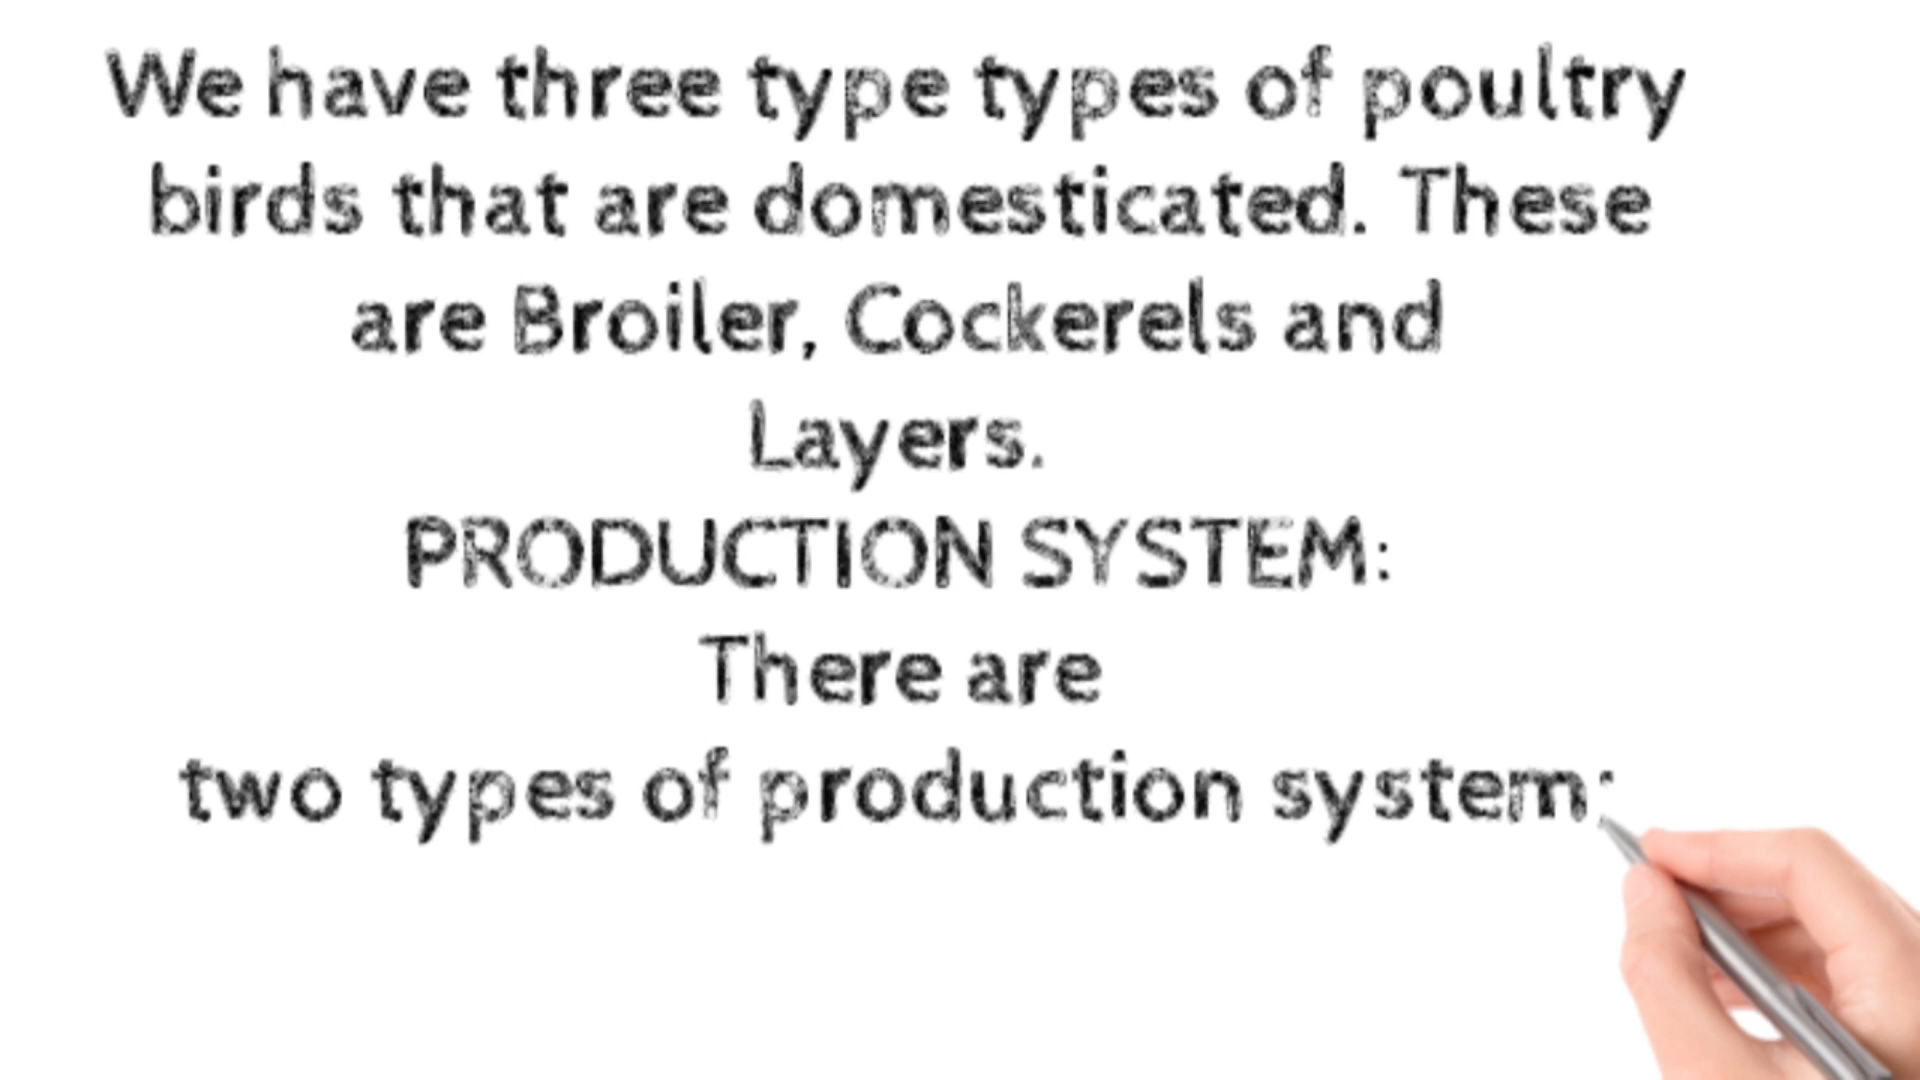 We have three type types of poultry
birds that are domesticated. These
are Broiler, Cockerels and
Layers.
PRODUCTION SYSTEM:
There are
two types of production system: